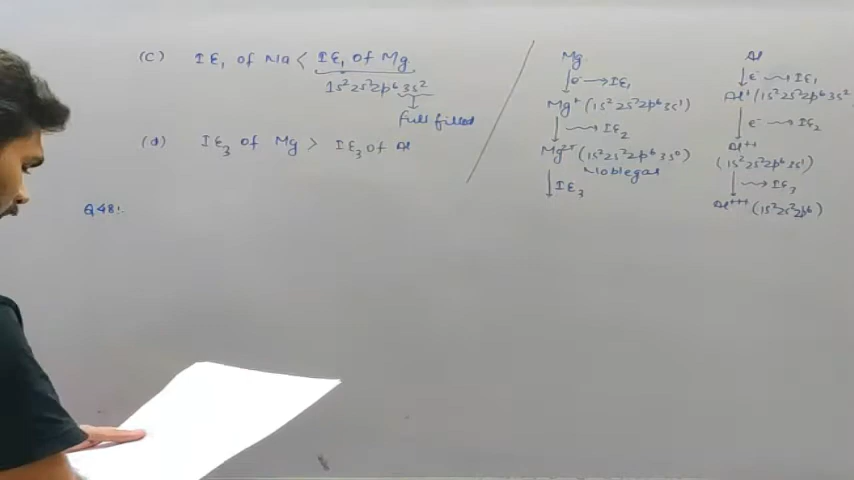 (c) IE₁ of Na < IE₁ of Mg
1s²2s²2p⁶3s²
full filled
(d) IE₃ of Mg > IE₃ of Al
Q48:
Mg
↓e⁻ → IE₁
Mg⁺(1s²2s²2p⁶3s¹)
↓ → IE₂
Mg²⁺(1s²2s²2p⁶3s⁰)
Noblegas
↓IE₃
Al
↓e⁻ → IE₁
Al⁺(1s²2s²2p⁶3s²
↓e⁻ → IE₂
Al⁺⁺
(1s²2s²2p⁶3s¹)
↓ → IE₃
Al⁺⁺⁺(1s²2s²2p⁶)